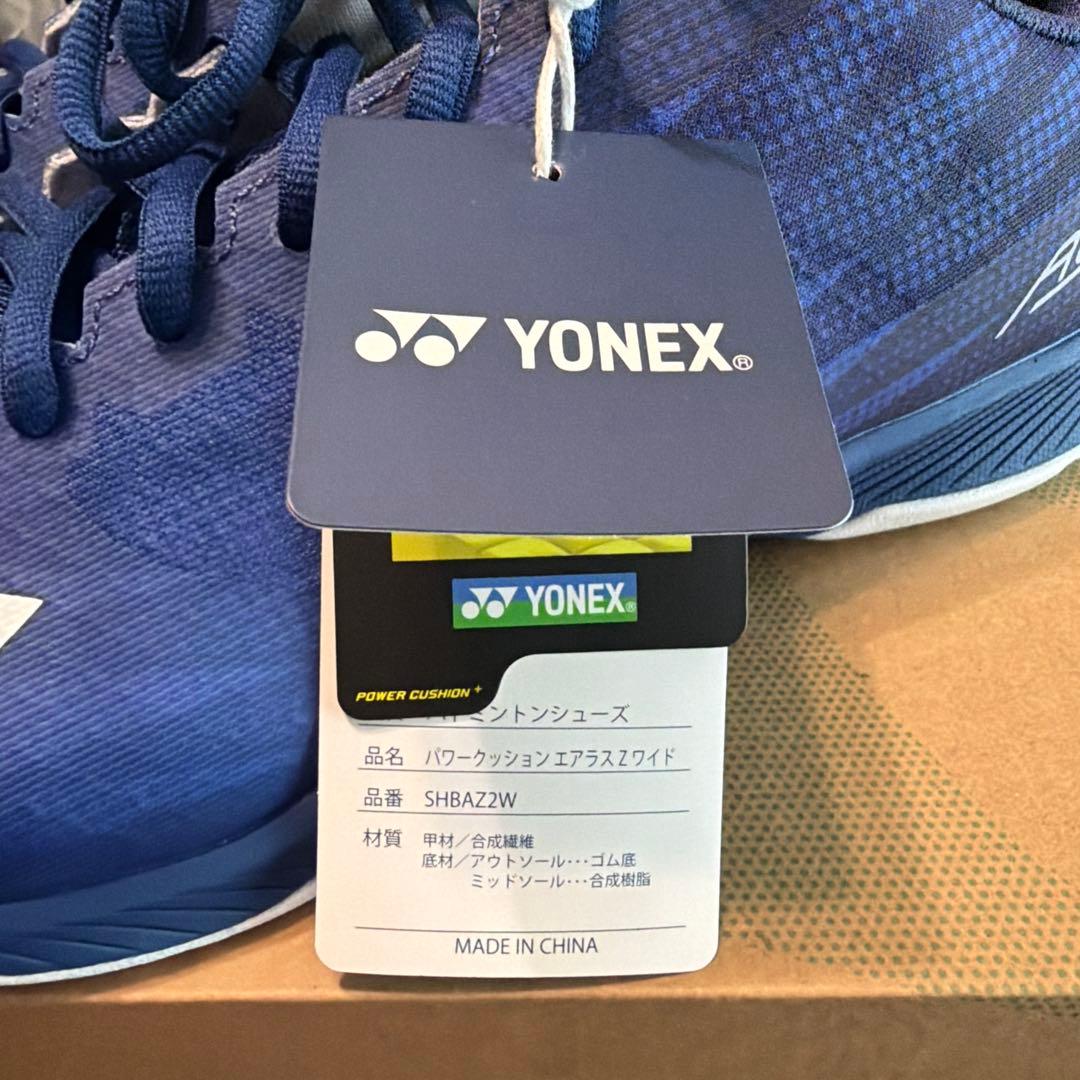 YONEX®
YONEX®
POWER CUSHION+
ミントンシューズ
品名 パワークッション エアラス Z ワイド
品番 SHBAZ2W
材質 甲材／合成繊維
底材／アウトソール･･･ゴム底
ミッドソール･･･合成樹脂
MADE IN CHINA